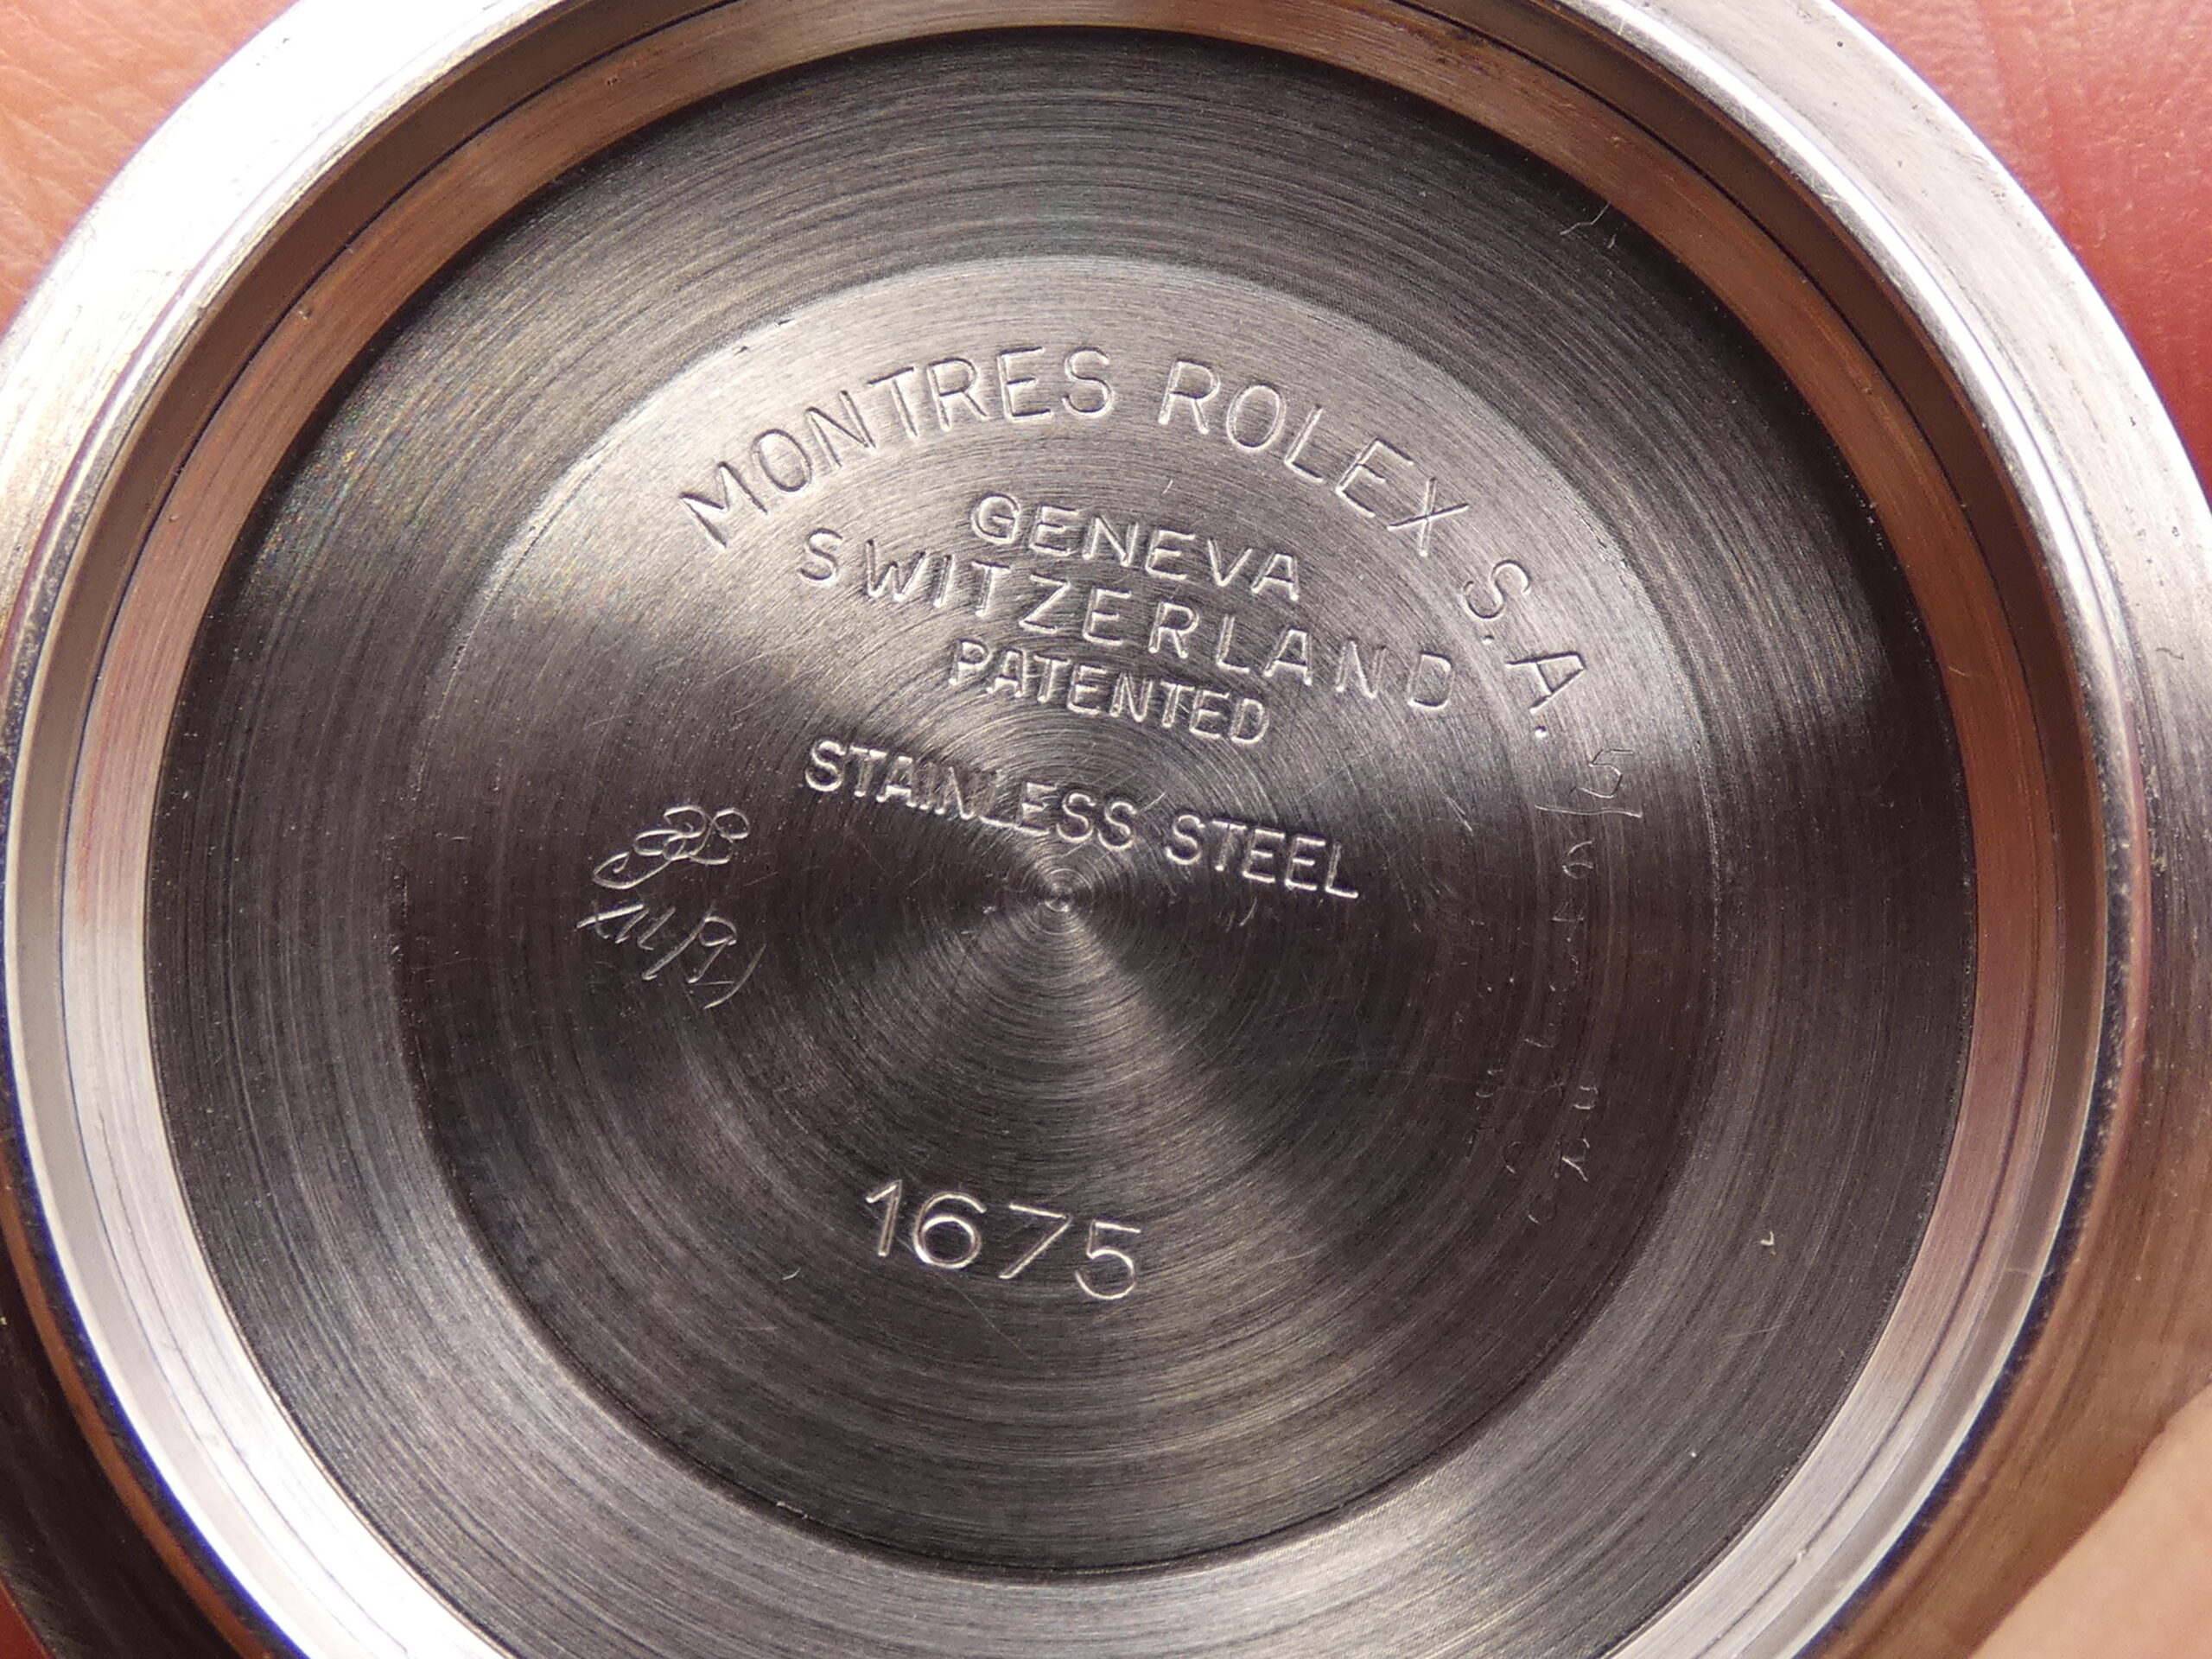 MONTRES ROLEX S.A.
GENEVA
SWITZERLAND
PATENTED
STAINLESS STEEL
1675